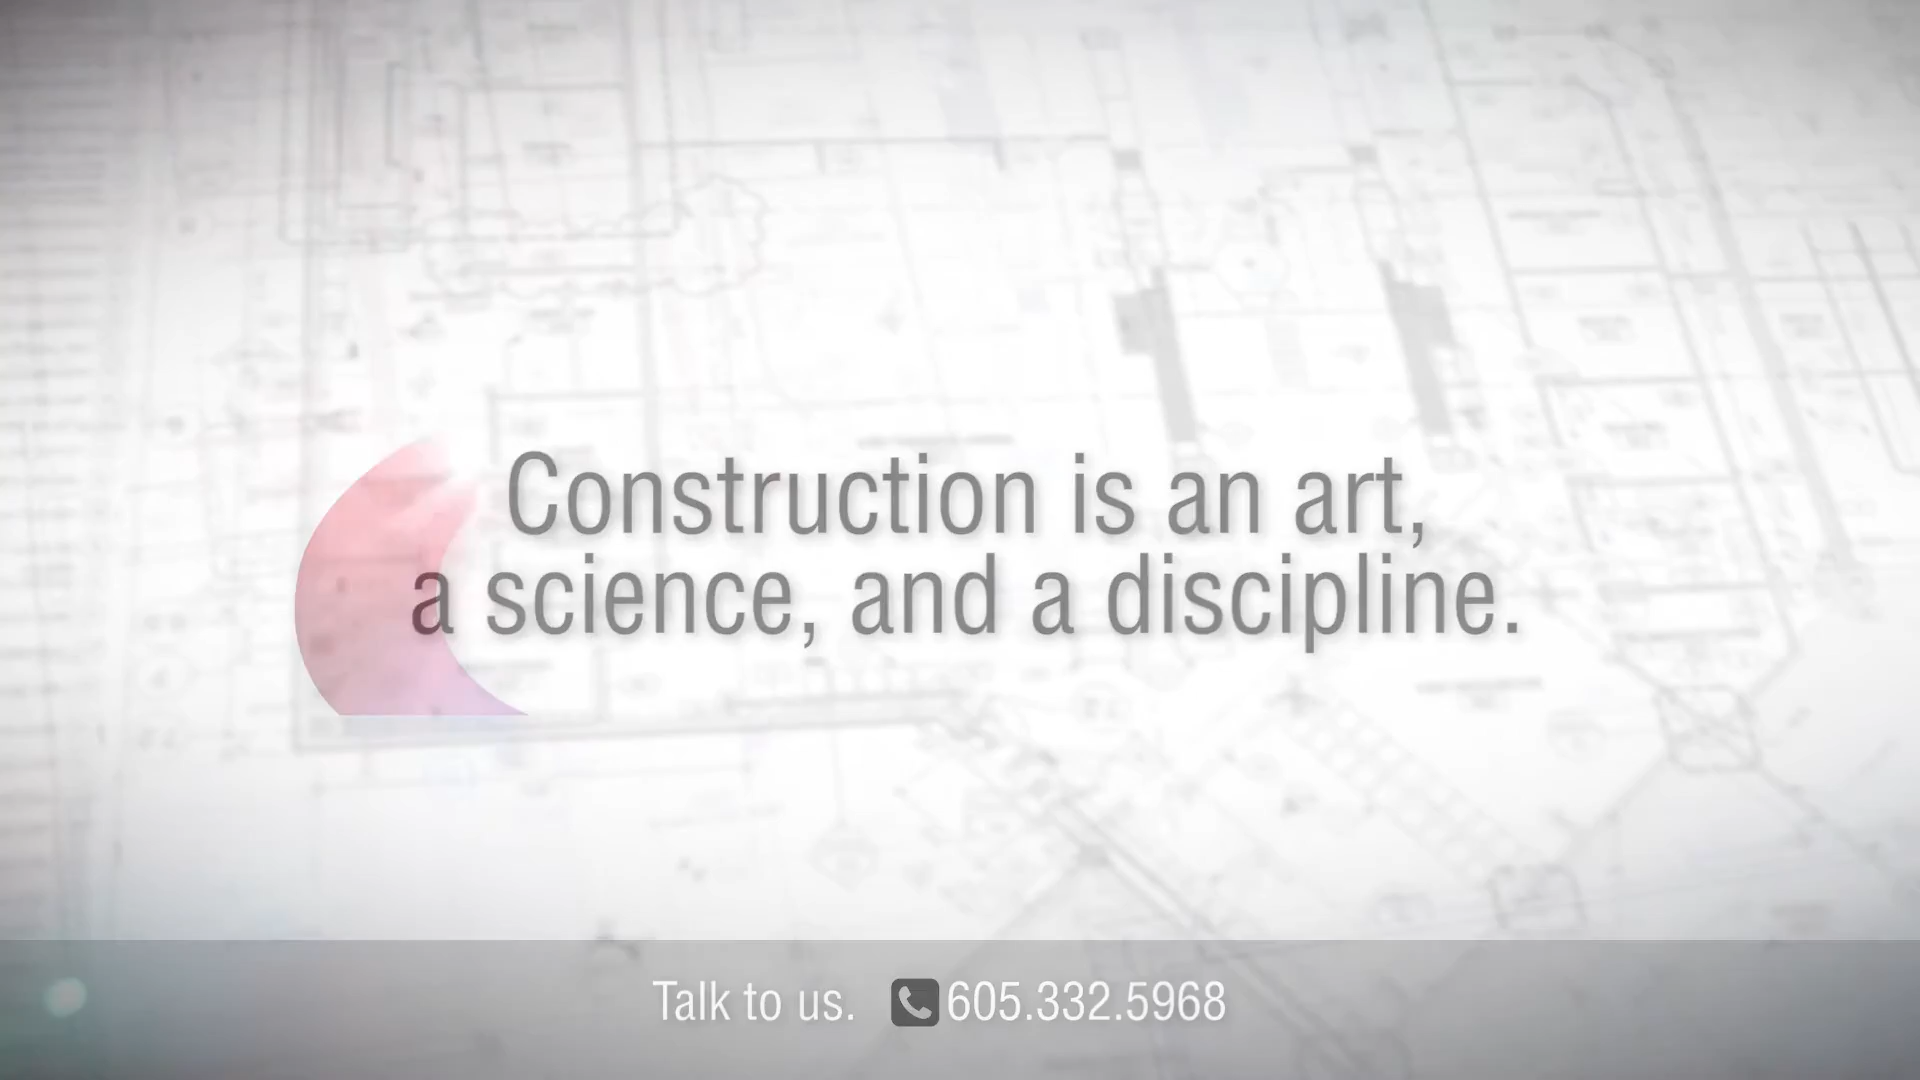 Construction is an art,
a science, and a discipline.
Talk to us. 605.332.5968